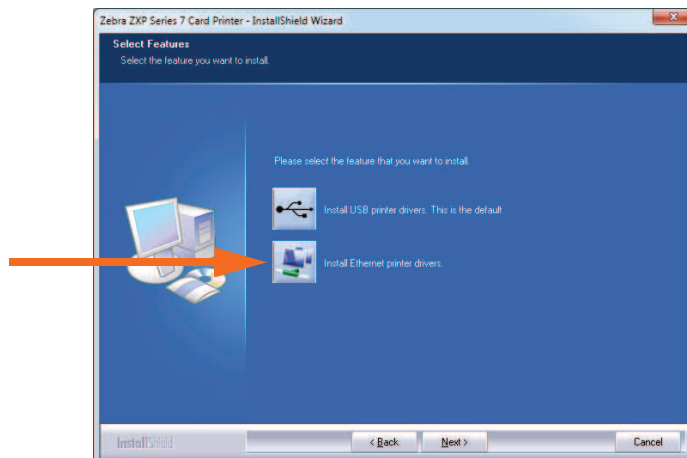 Zebra ZXP Series 7 Card Printer - InstallShield Wizard
Select Features
Select the feature you want to install.
Please select the feature that you want to install.
Install USB printer drivers. This is the default
Install Ethernet printer drivers.
InstallShield
< Back
Next >
Cancel